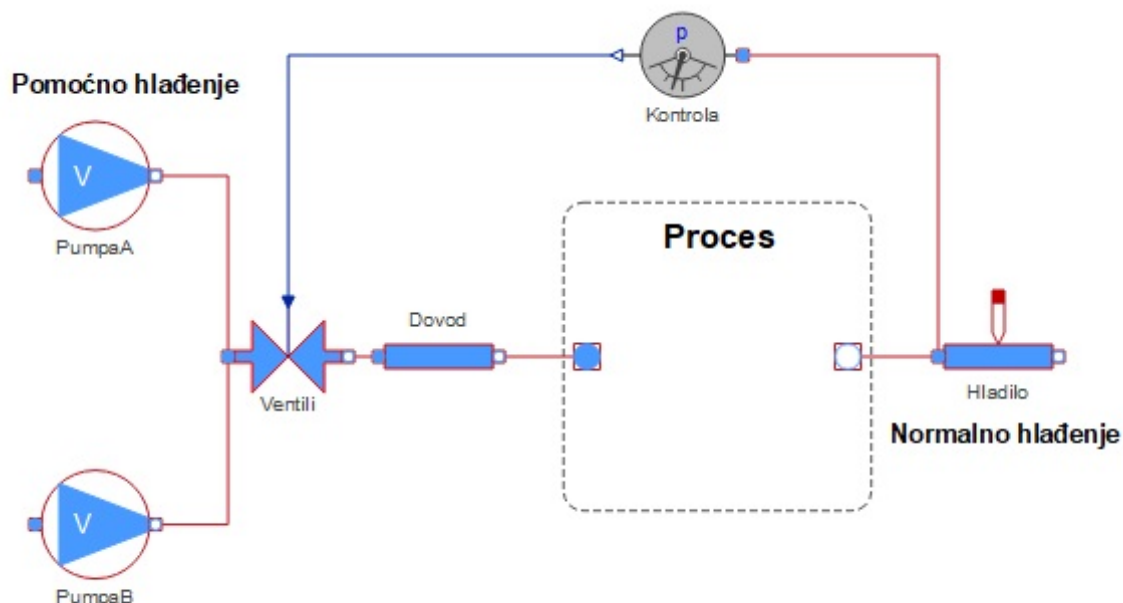 p
Kontrola
Pomoćno hlađenje
V
PumpaA
Proces
Dovod
Ventili
Hladilo
Normalno hlađenje
V
PumpaB